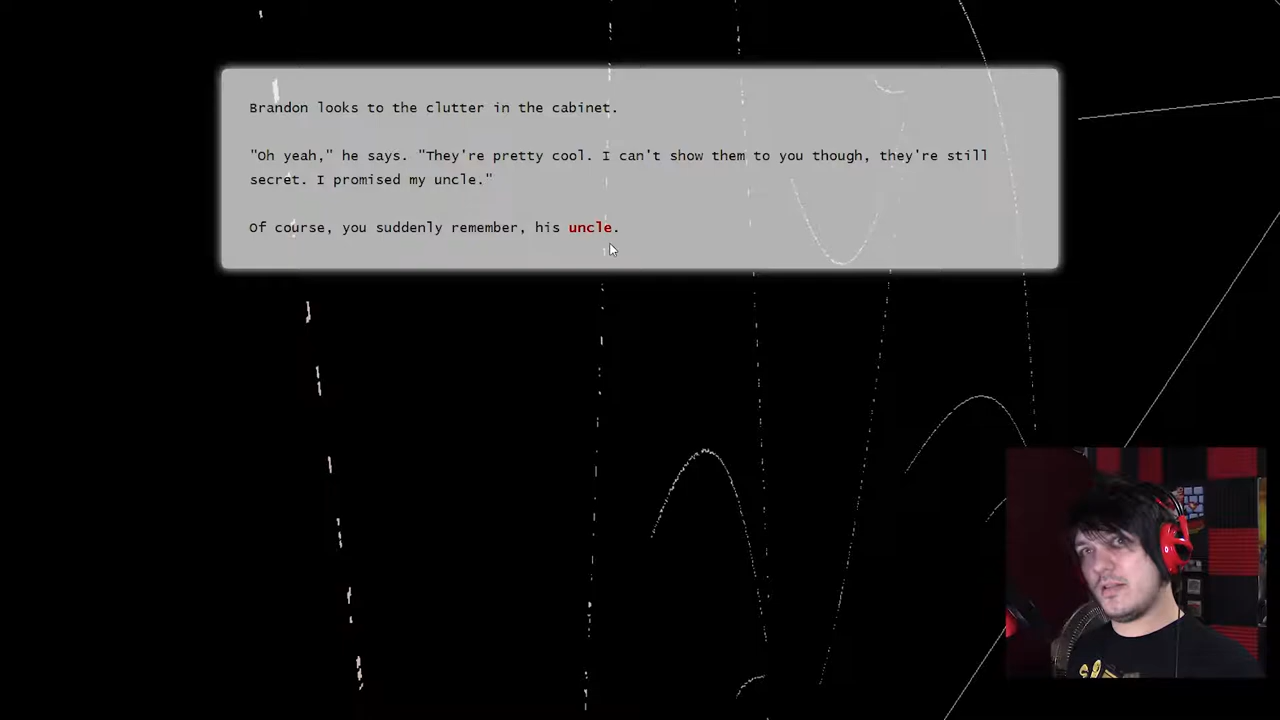 Brandon looks to the clutter in the cabinet.
"Oh yeah," he says. "They're pretty cool. I can't show them to you though, they're still
secret. I promised my uncle."
Of course, you suddenly remember, his uncle.